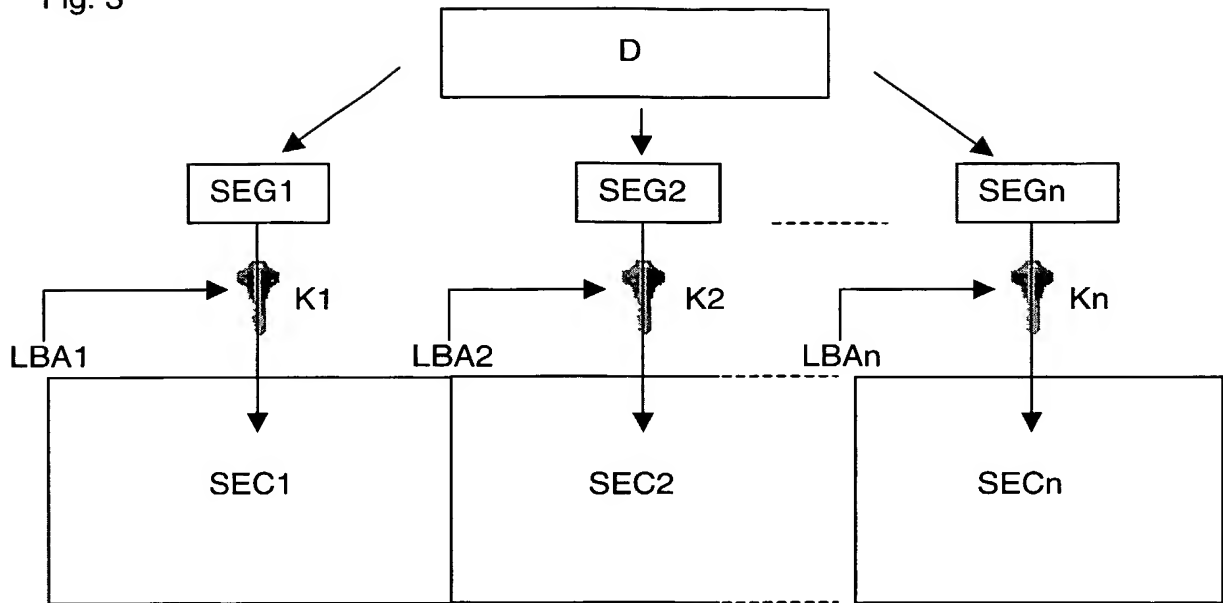 Fig. 3
D
SEG1 SEG2 SEGn
K1 K2 Kn
LBA1 LBA2 LBAn
SEC1 SEC2 SECn